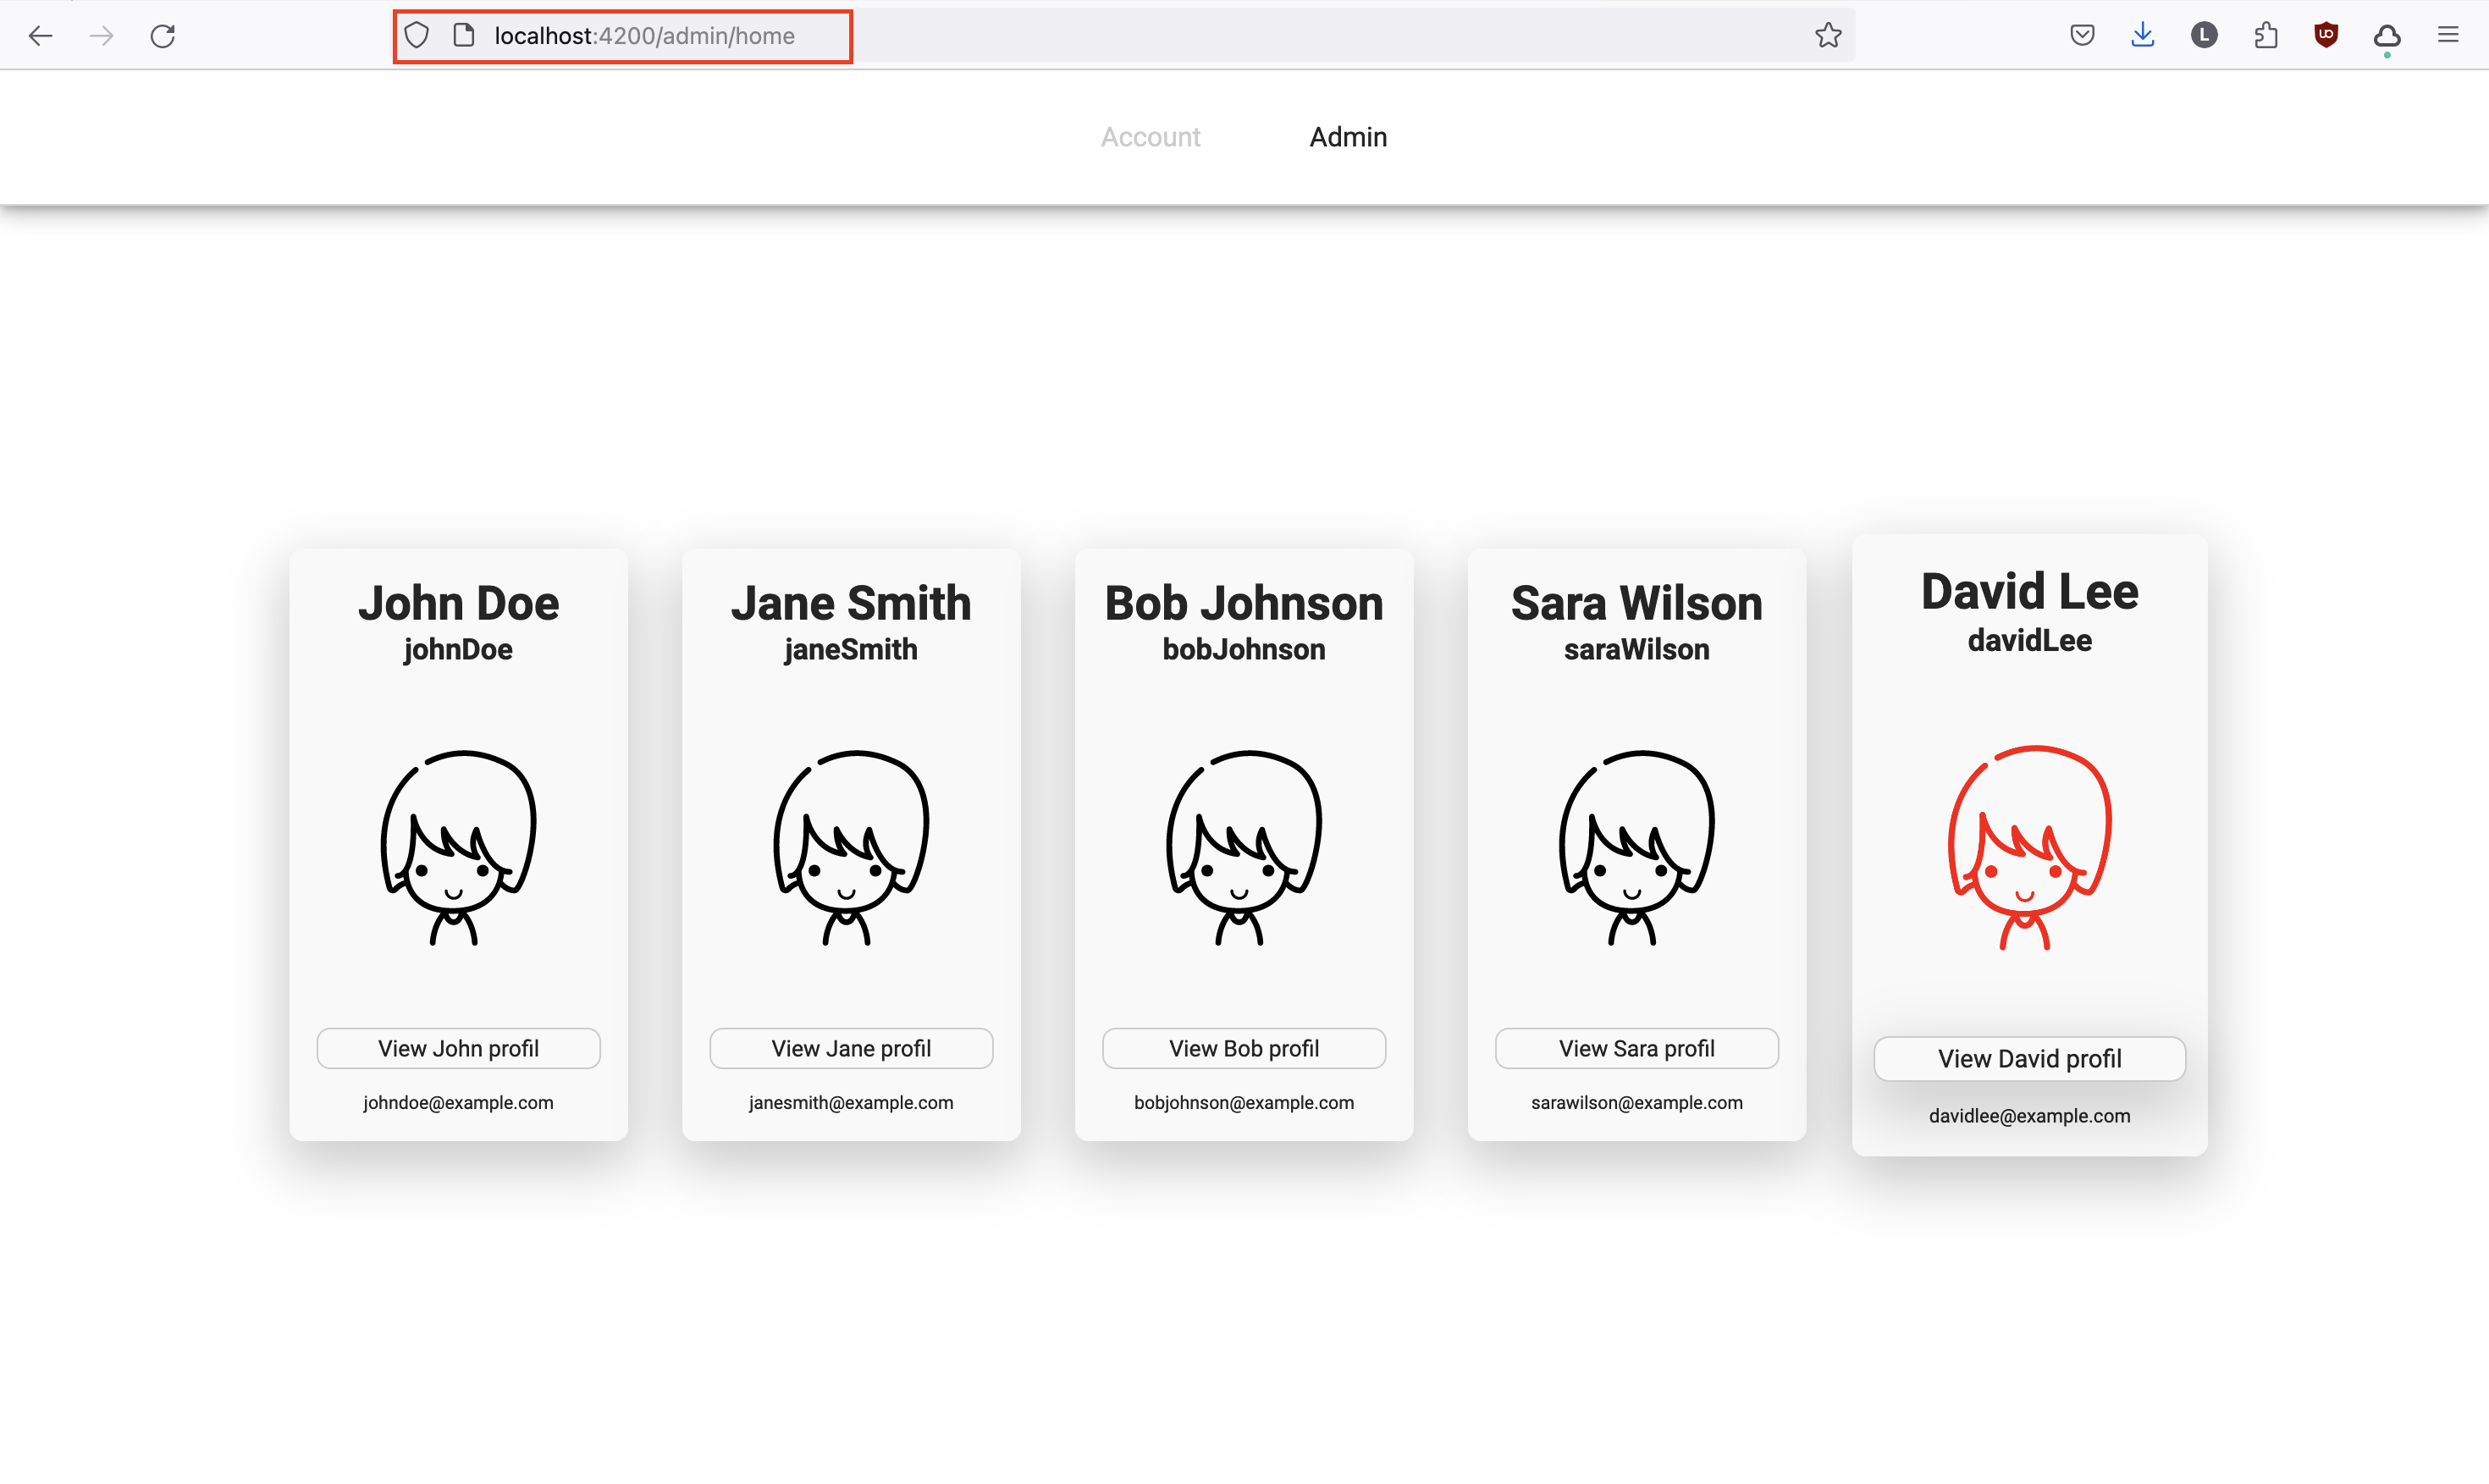 localhost:4200/admin/home
L
Account
Admin
John Doe
johnDoe
View John profil
johndoe@example.com
Jane Smith
janeSmith
View Jane profil
janesmith@example.com
Bob Johnson
bobJohnson
View Bob profil
bobjohnson@example.com
Sara Wilson
saraWilson
View Sara profil
sarawilson@example.com
David Lee
davidLee
View David profil
davidlee@example.com